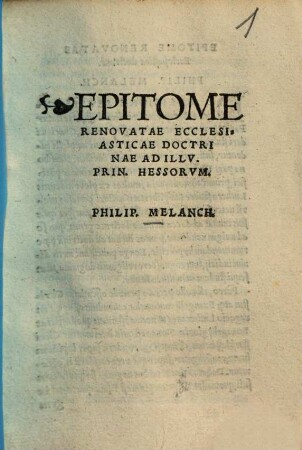 1
EPITOME
RENOVATAE ECCLESI=
ASTICAE DOCTRI
NAE AD ILLV.
PRIN. HESSORVM.
PHILIP. MELANCH.